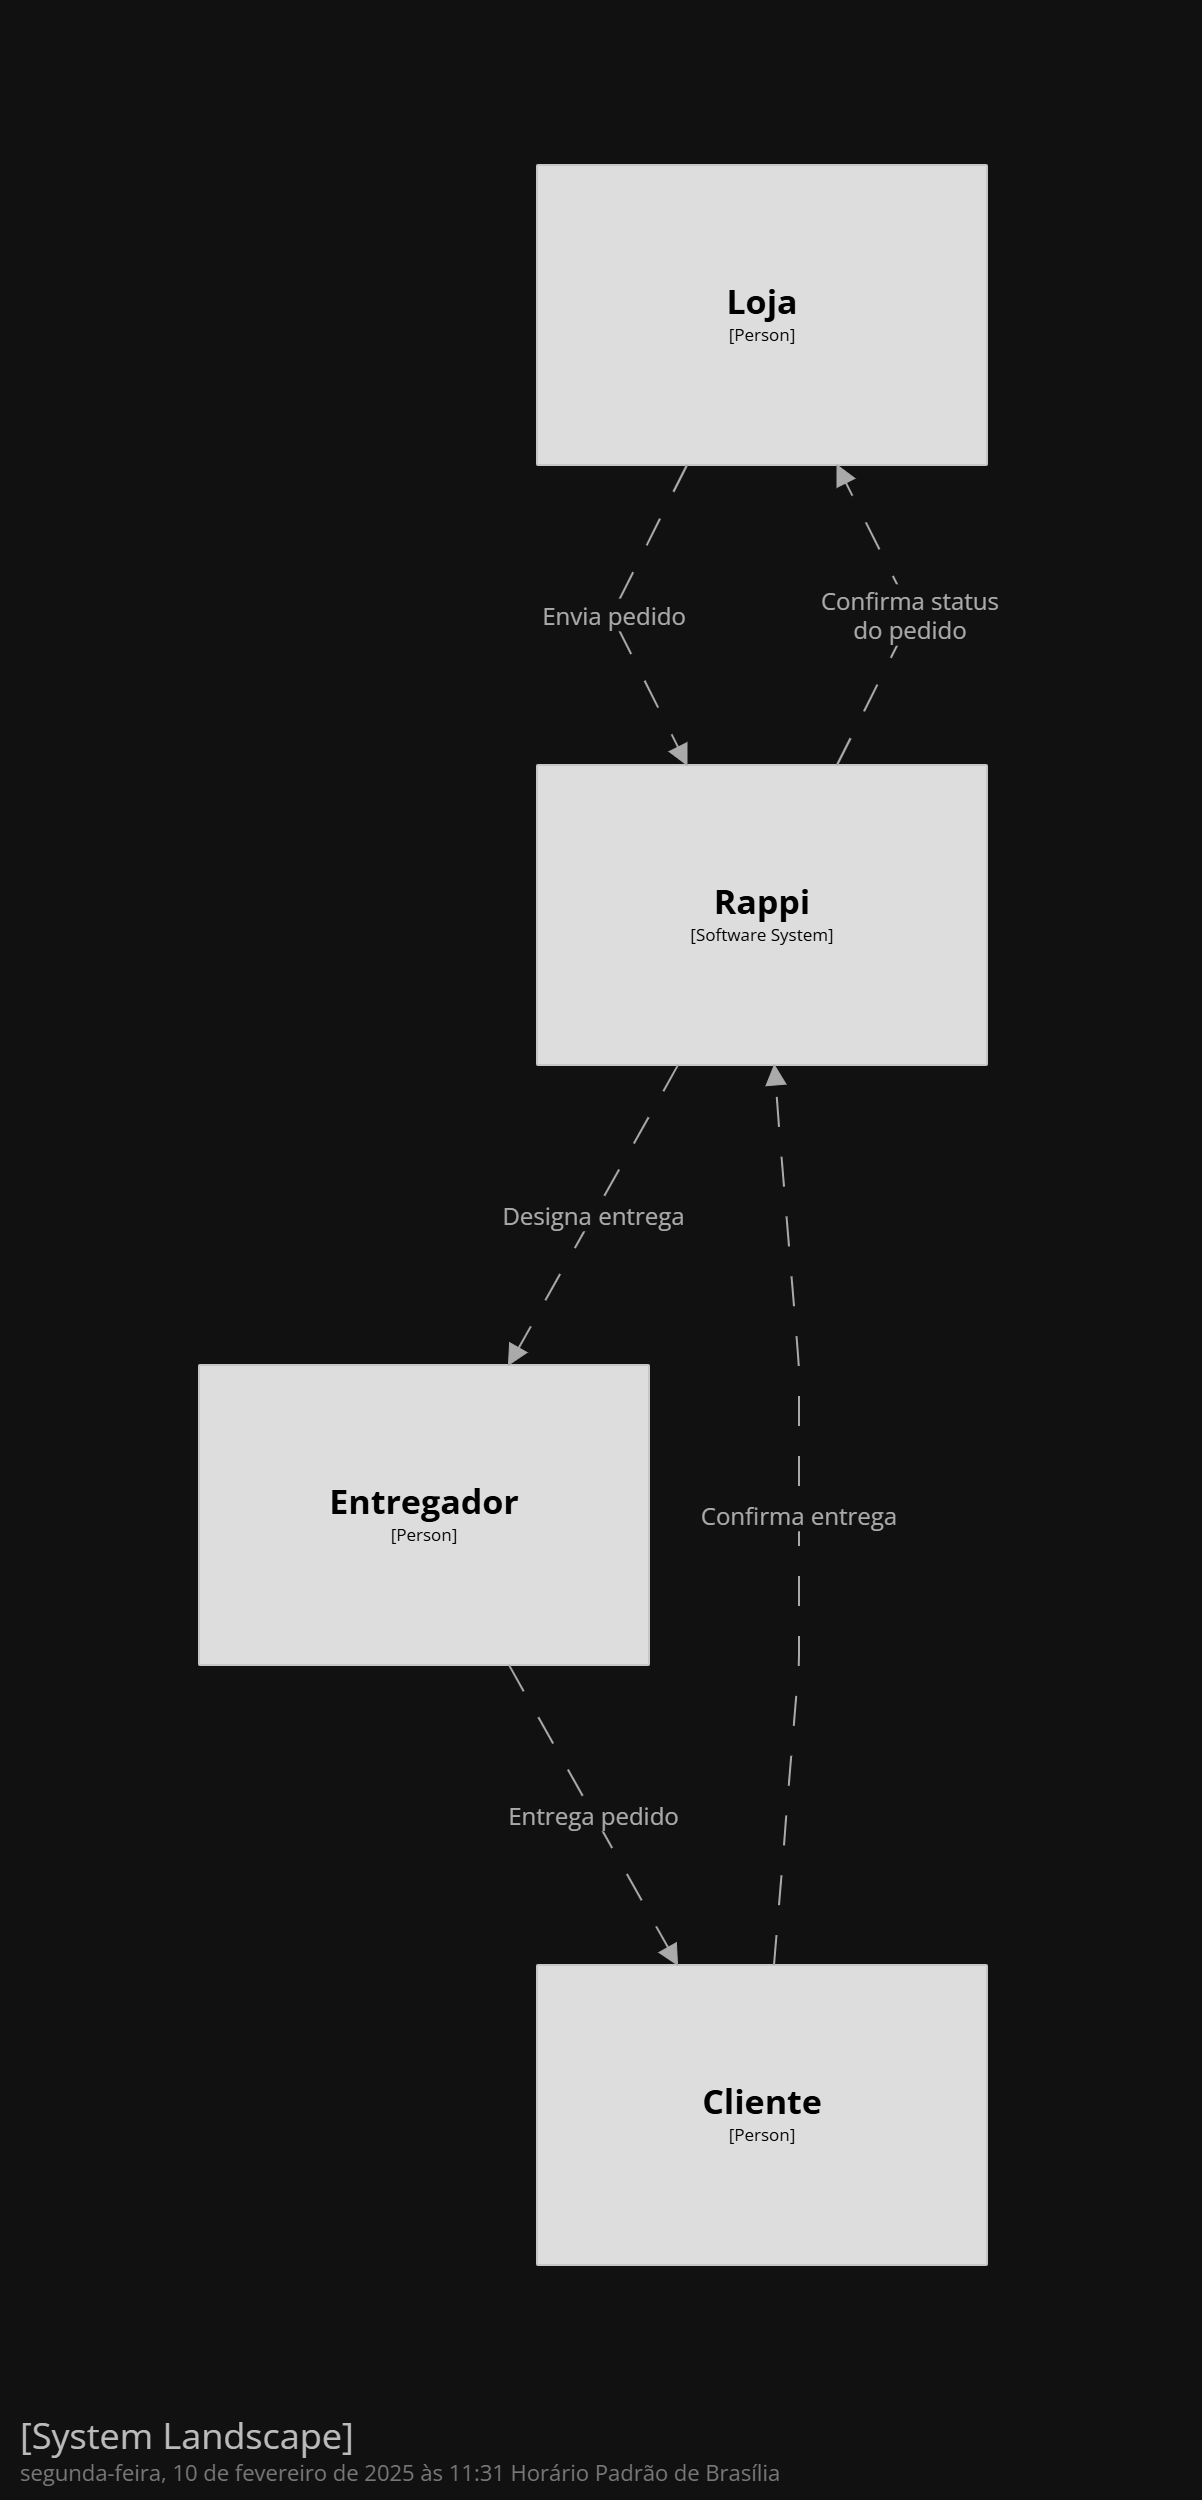 Loja
[Person]
Envia pedido
Confirma status
do pedido
Rappi
[Software System]
Designa entrega
Entregador
[Person]
Confirma entrega
Entrega pedido
Cliente
[Person]
[System Landscape]
segunda-feira, 10 de fevereiro de 2025 às 11:31 Horário Padrão de Brasília